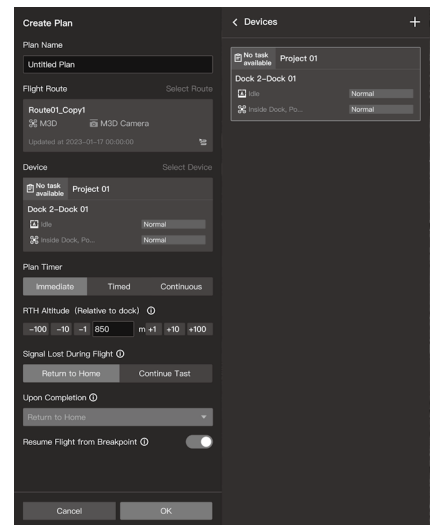 Create Plan
Plan Name
Untitled Plan
Flight Route Select Route
Route01_Copy1
M3D M3D Camera
Updated at 2023-01-17 00:00:00
Device Select Device
No task available Project 01
Dock 2-Dock 01
Idle Normal
Inside Dock, Po... Normal
Plan Timer
Immediate Timed Continuous
RTH Altitude (Relative to dock)
-100 -10 -1 850 m +1 +10 +100
Signal Lost During Flight
Return to Home Continue Tast
Upon Completion
Return to Home
Resume Flight from Breakpoint
Cancel OK
Devices
No task available Project 01
Dock 2-Dock 01
Idle Normal
Inside Dock, Po... Normal